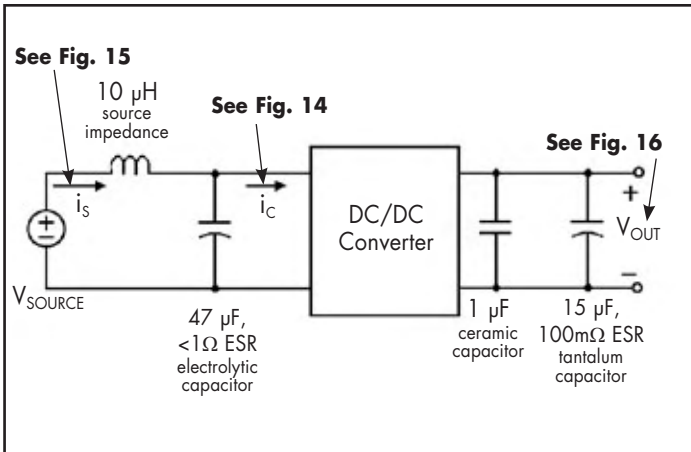 See Fig. 15
10 µH
source
impedance
See Fig. 14
See Fig. 16
iS
iC
DC/DC
Converter
+
VOUT
–
+
–
VSOURCE
47 µF,
<1Ω ESR
electrolytic
capacitor
1 µF
ceramic
capacitor
15 µF,
100mΩ ESR
tantalum
capacitor